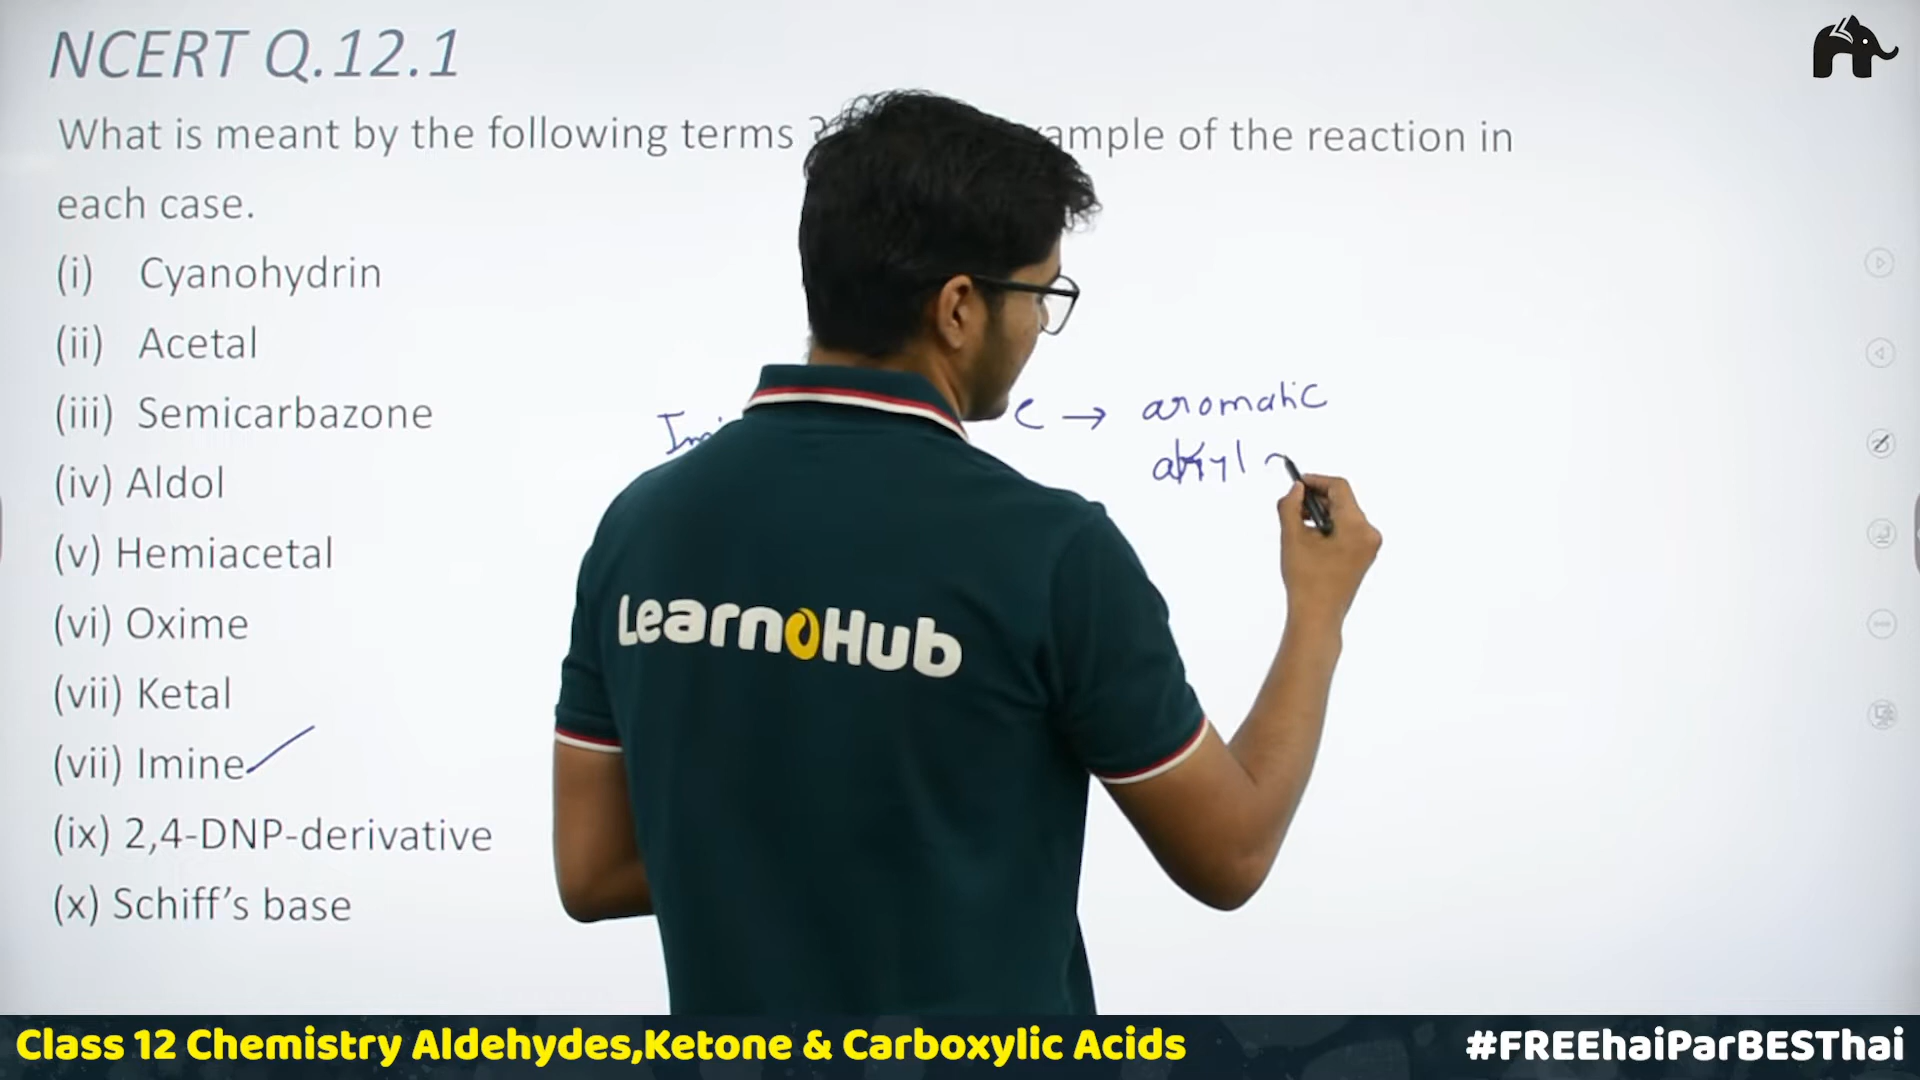 NCERT Q.12.1
What is meant by the following terms ? ample of the reaction in
each case.
(i) Cyanohydrin
(ii) Acetal
(iii) Semicarbazone
(iv) Aldol
(v) Hemiacetal
(vi) Oxime
(vii) Ketal
(vii) Imine
(ix) 2,4-DNP-derivative
(x) Schiff's base
C → aromatic
LearnoHub
Class 12 Chemistry Aldehydes,Ketone & Carboxylic Acids
#FREEhaiParBESThai